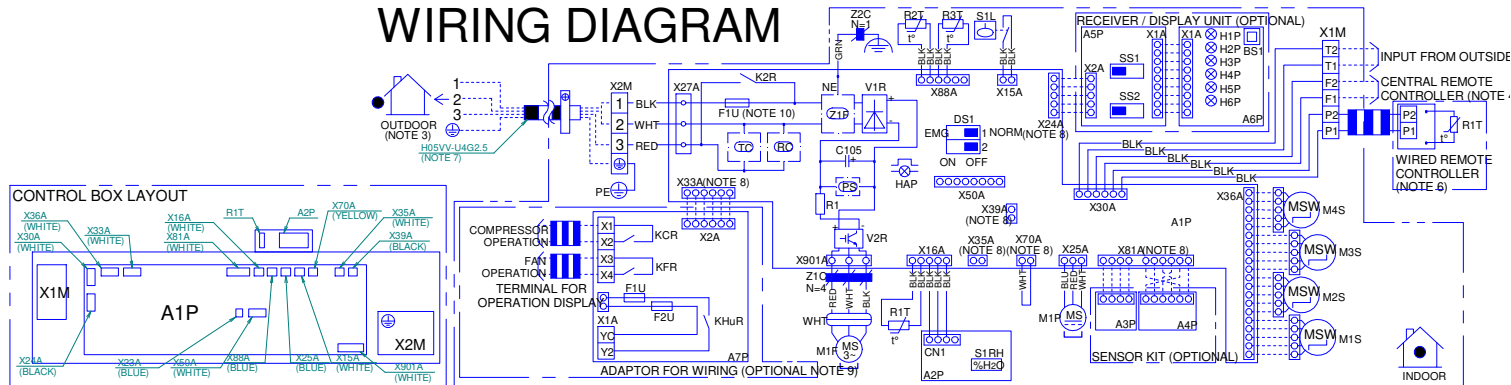 WIRING DIAGRAM
1
2
3
OUTDOOR
(NOTE 3)
H05VV-U4G2.5
(NOTE 7)
X2M
1
2
3
BLK
WHT
RED
PE
X27A
K2R
F1U (NOTE 10)
TC
RC
NE
Z1F
V1R
+
-
GRN
Z2C
N=1
R2T
t°
R3T
t°
BLK
BLK
BLK
BLK
X88A
S1L
BLK
BLK
X15A
C105
+
PS
R1
HAP
EMG
DS1
1
2
NORM
ON OFF
X50A
X33A(NOTE 8)
X2A
+
-
V2R
X901A
Z1C
N=4
RED
WHT
BLK
WHT
M1F
MS
3~
RECEIVER / DISPLAY UNIT (OPTIONAL)
A5P
X1A
X1A
SS1
X2A
SS2
X24A
(NOTE 8)
H1P
H2P
H3P
H4P
H5P
H6P
BS1
A6P
X1M
T2
T1
F2
F1
P2
P1
INPUT FROM OUTSIDE
CENTRAL REMOTE
CONTROLLER (NOTE 4
P2
P1
R1T
t°
WIRED REMOTE
CONTROLLER
(NOTE 6)
BLK
BLK
BLK
BLK
BLK
BLK
X30A
X36A
A1P
MSW
M4S
MSW
M3S
MSW
M2S
MSW
M1S
INDOOR
X39A
(NOTE 8)
X16A
X35A
(NOTE 8)
X70A
(NOTE 8)
X25A
X81A(NOTE 8)
BLK
BLK
BLK
BLK
BLK
WHT
BLU
RED
WHT
R1T
t°
CN1
S1RH
%H2O
A2P
M1P
MS
A3P
A4P
SENSOR KIT (OPTIONAL)
COMPRESSOR
OPERATION
FAN
OPERATION
TERMINAL FOR
OPERATION DISPLAY
X1
X2
X3
X4
KCR
KFR
F1U
F2U
KHuR
X1A
YC
Y2
A7P
ADAPTOR FOR WIRING (OPTIONAL NOTE 9)
CONTROL BOX LAYOUT
X36A
(WHITE)
X30A
(WHITE)
X33A
(WHITE)
X16A
(WHITE)
X81A
(WHITE)
R1T
A2P
X70A
(YELLOW)
X35A
(WHITE)
X39A
(BLACK)
X1M
A1P
X2M
X24A
(BLACK)
X23A
(BLUE)
X50A
(WHITE)
X88A
(BLUE)
X25A
(BLUE)
X15A
(WHITE)
X901A
(WHITE)